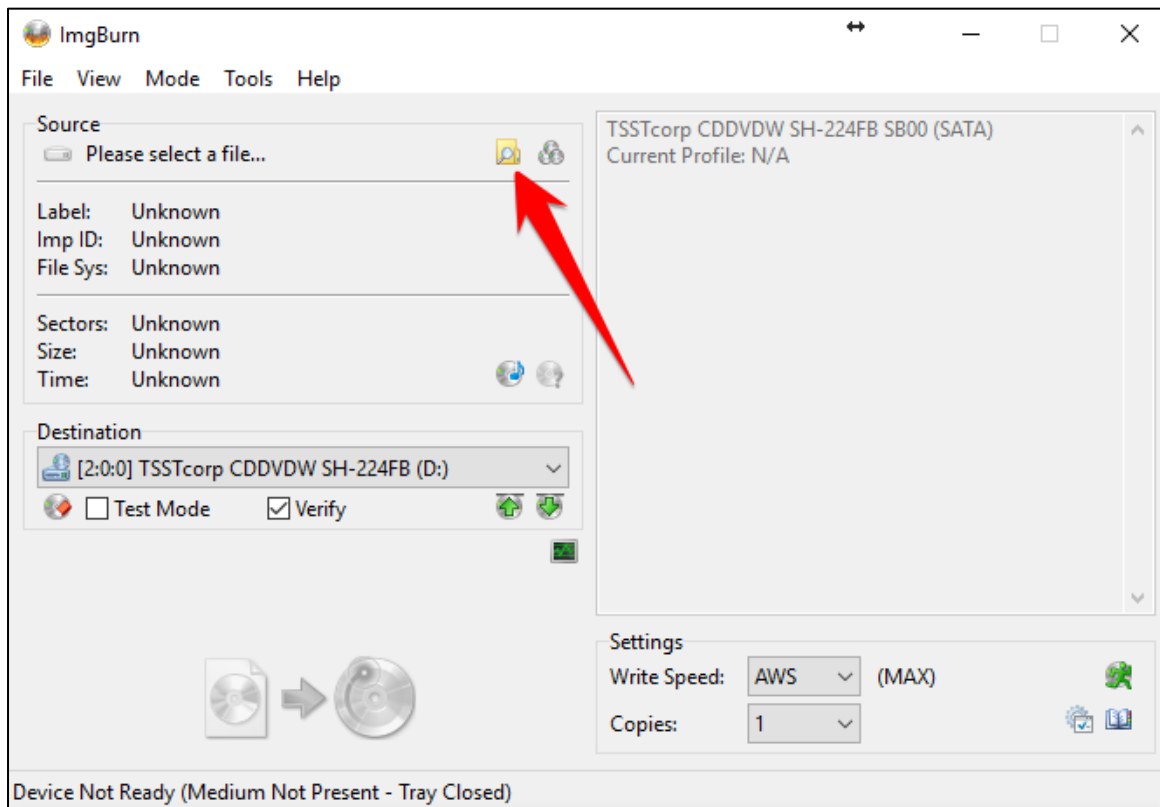 ImgBurn
File View Mode Tools Help
Source
Please select a file...
Label: Unknown
Imp ID: Unknown
File Sys: Unknown
Sectors: Unknown
Size: Unknown
Time: Unknown
Destination
[2:0:0] TSSTcorp CDDVDW SH-224FB (D:)
Test Mode Verify
TSSTcorp CDDVDW SH-224FB SB00 (SATA)
Current Profile: N/A
Settings
Write Speed: AWS (MAX)
Copies: 1
Device Not Ready (Medium Not Present - Tray Closed)